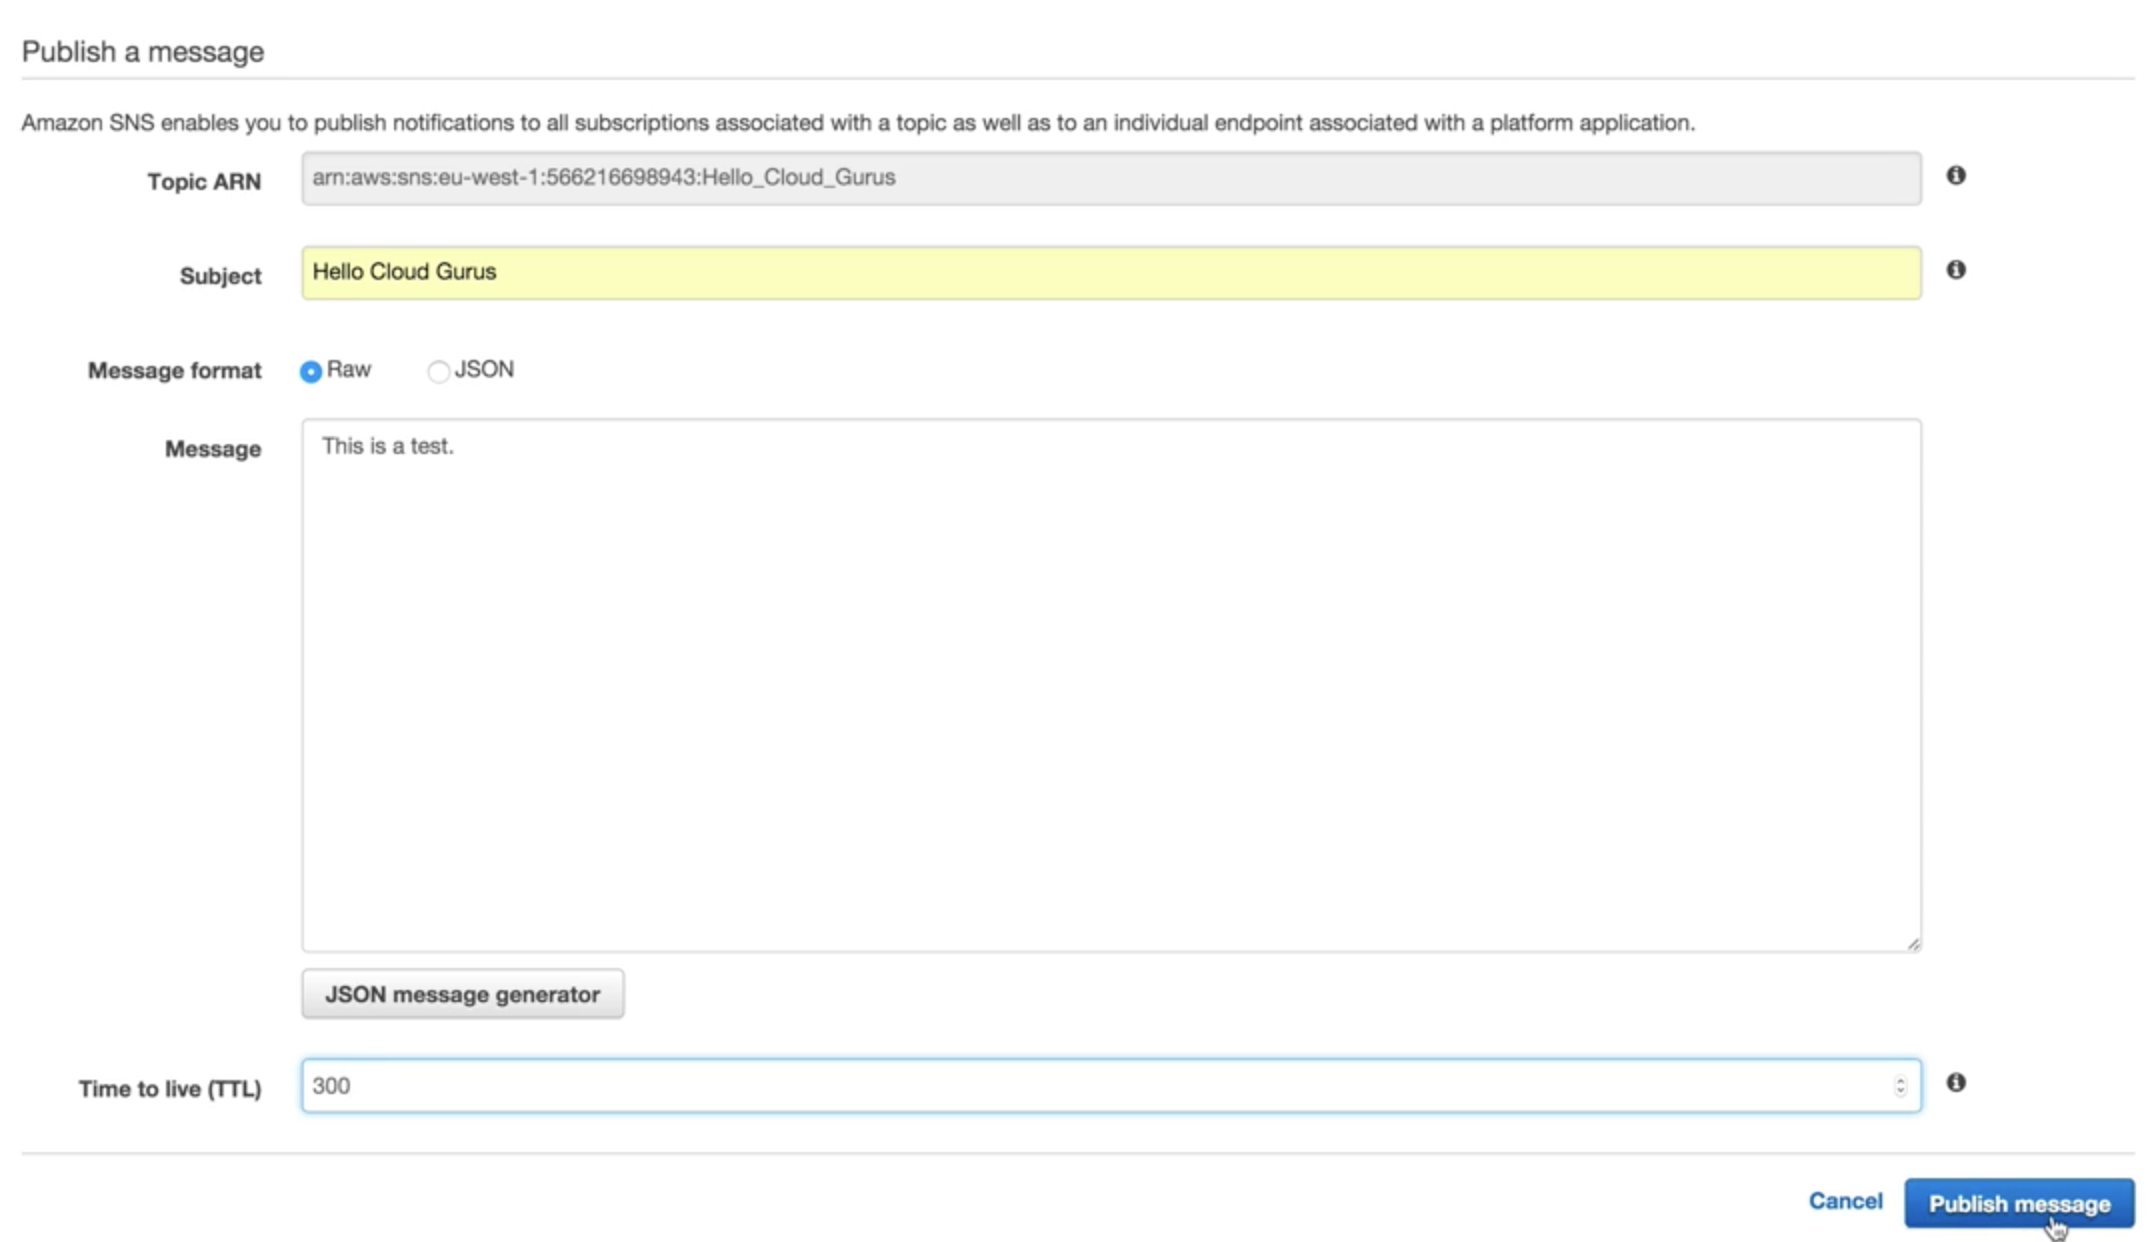 Publish a message
Amazon SNS enables you to publish notifications to all subscriptions associated with a topic as well as to an individual endpoint associated with a platform application.
Topic ARN arn:aws:sns:eu-west-1:566216698943:Hello_Cloud_Gurus
Subject Hello Cloud Gurus
Message format Raw JSON
Message This is a test.
JSON message generator
Time to live (TTL) 300
Cancel Publish message